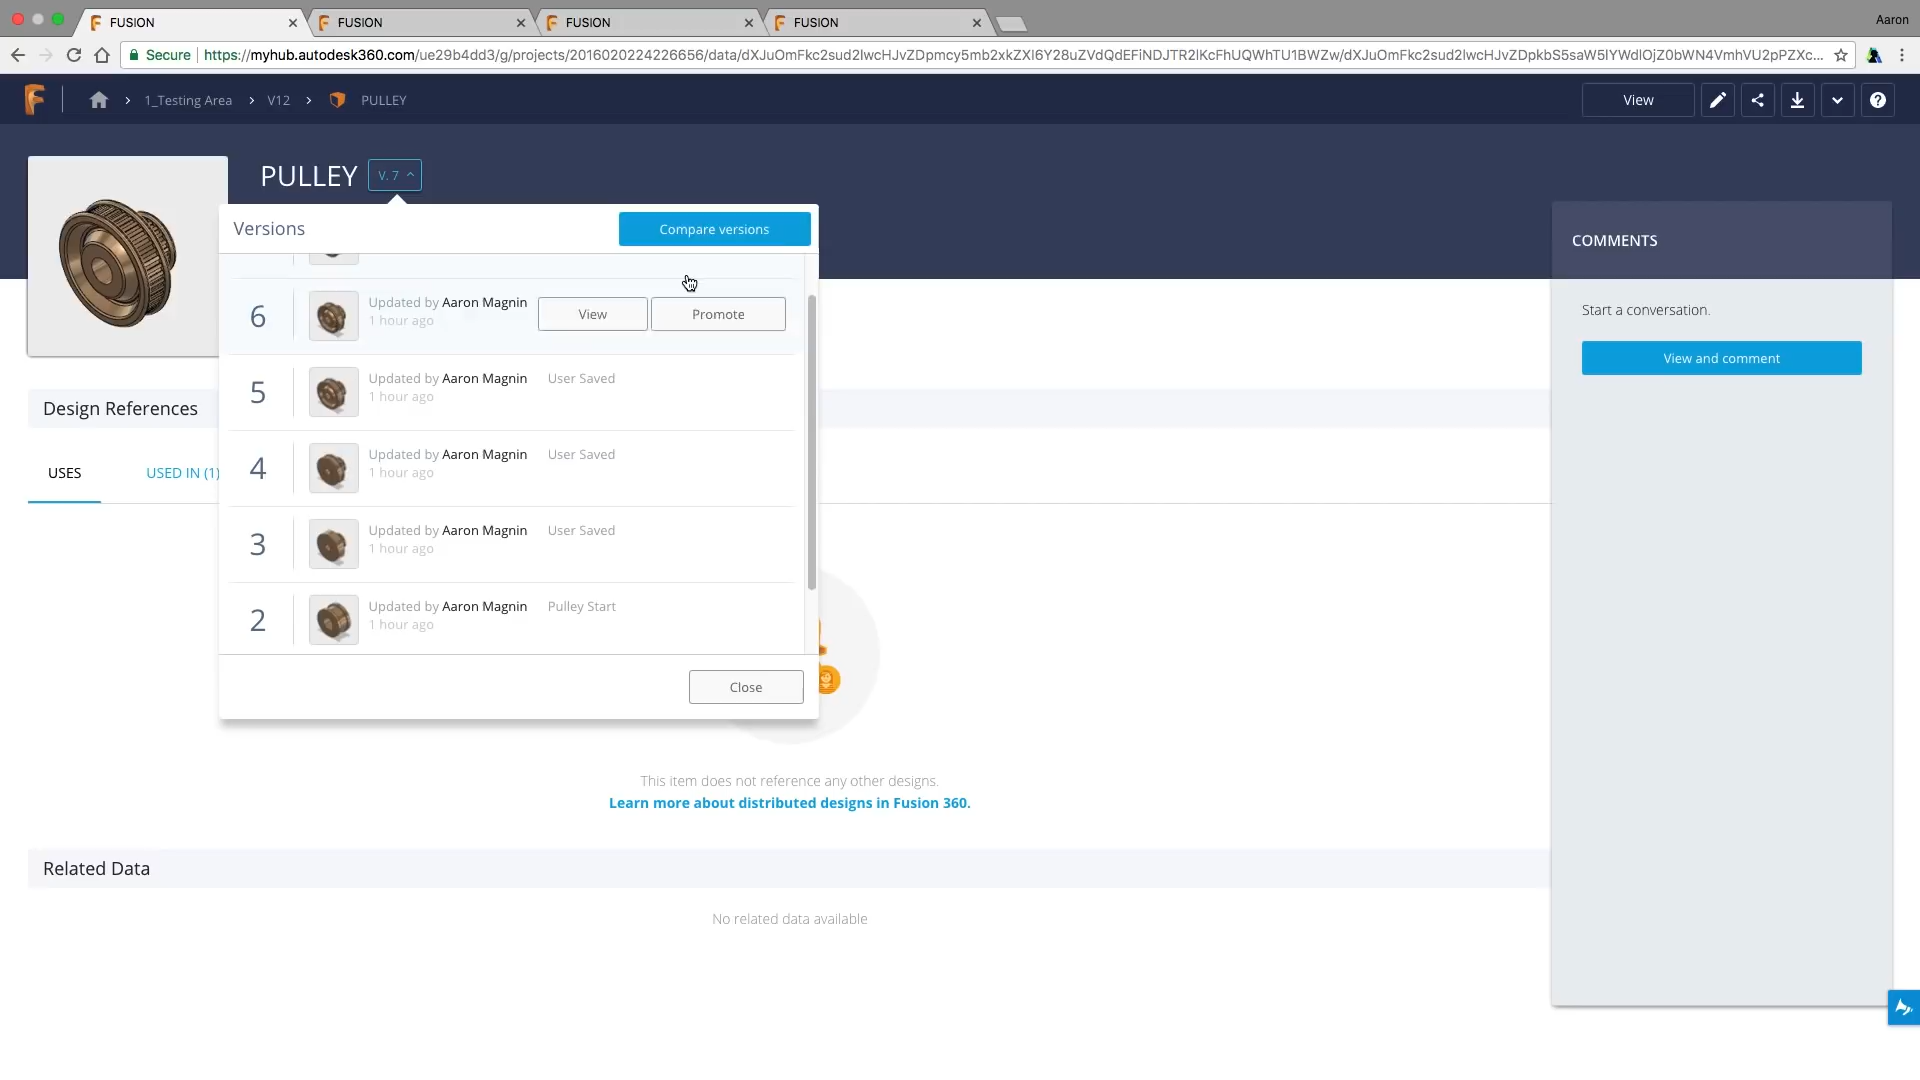 FUSION
FUSION
FUSION
FUSION
Aaron
Secure https://myhub.autodesk360.com/ue29b4dd3/g/projects/2016020224226656/data/
1_Testing Area > V12 > PULLEY
View
PULLEY V. 7
Versions
Compare versions
COMMENTS
Start a conversation.
View and comment
6
Updated by Aaron Magnin
1 hour ago
View
Promote
5
Updated by Aaron Magnin User Saved
1 hour ago
4
Updated by Aaron Magnin User Saved
1 hour ago
3
Updated by Aaron Magnin User Saved
1 hour ago
2
Updated by Aaron Magnin Pulley Start
1 hour ago
Close
Design References
USES
USED IN (1)
This item does not reference any other designs.
Learn more about distributed designs in Fusion 360.
Related Data
No related data available